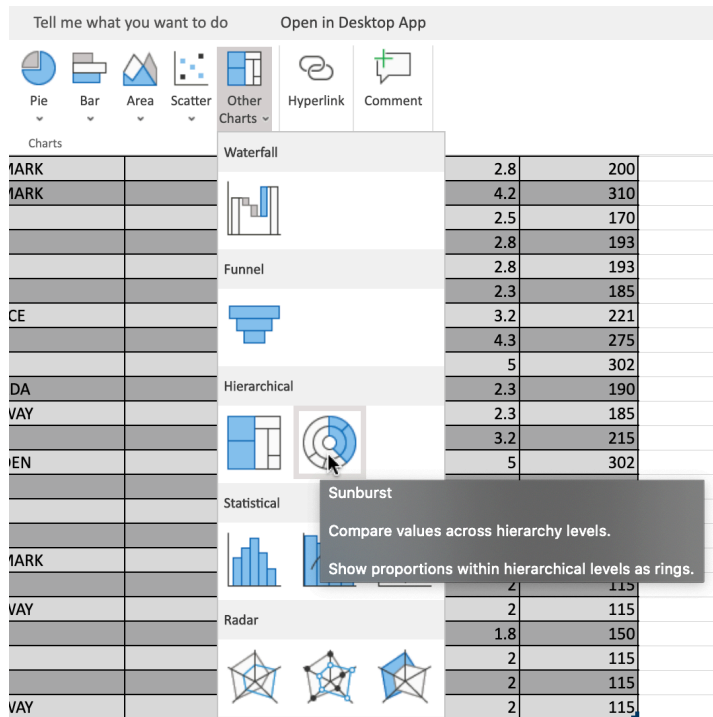 Tell me what you want to do Open in Desktop App
Pie Bar Area Scatter Other Charts Hyperlink Comment
Charts
Waterfall
Funnel
Hierarchical
Statistical
Radar
Sunburst
Compare values across hierarchy levels.
Show proportions within hierarchical levels as rings.
MARK 2.8 200
MARK 4.2 310
2.5 170
2.8 193
2.8 193
2.3 185
CE 3.2 221
4.3 275
5 302
DA 2.3 190
WAY 2.3 185
3.2 215
DEN 5 302
MARK
2 115
WAY 2 115
1.8 150
2 115
2 115
WAY 2 115